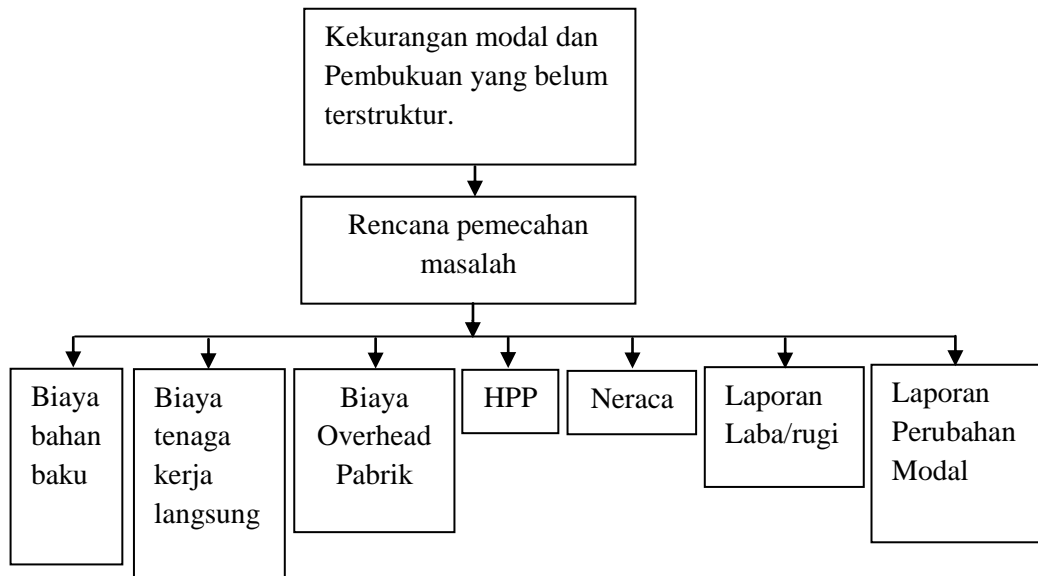 Kekurangan modal dan
Pembukuan yang belum
terstruktur.
Rencana pemecahan
masalah
Biaya
bahan
baku
Biaya
tenaga
kerja
langsung
Biaya
Overhead
Pabrik
HPP
Neraca
Laporan
Laba/rugi
Laporan
Perubahan
Modal